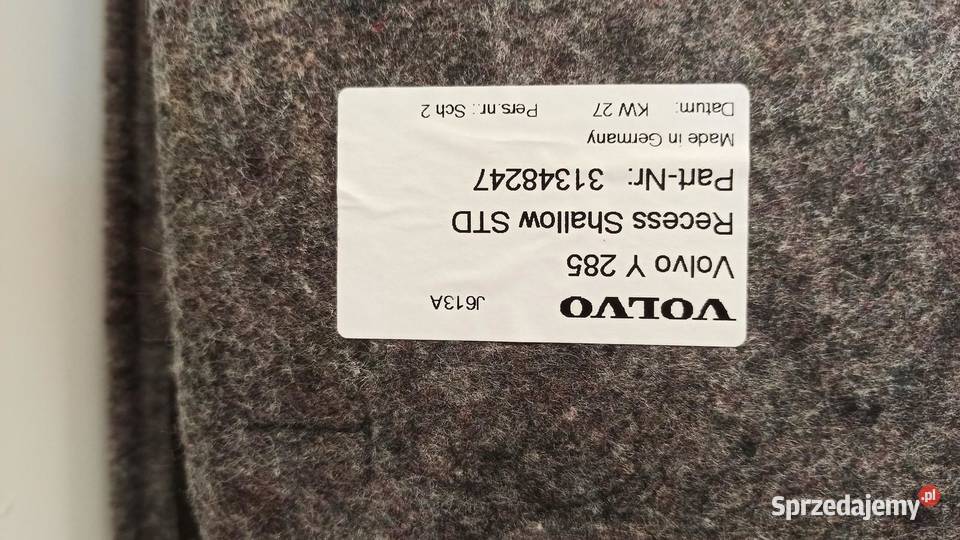 VOLVO J613A
Volvo Y 285
Recess Shallow STD
Part-Nr: 31348247
Made in Germany
Datum: KW 27 Pers.nr.: Sch 2
Sprzedajemy.pl